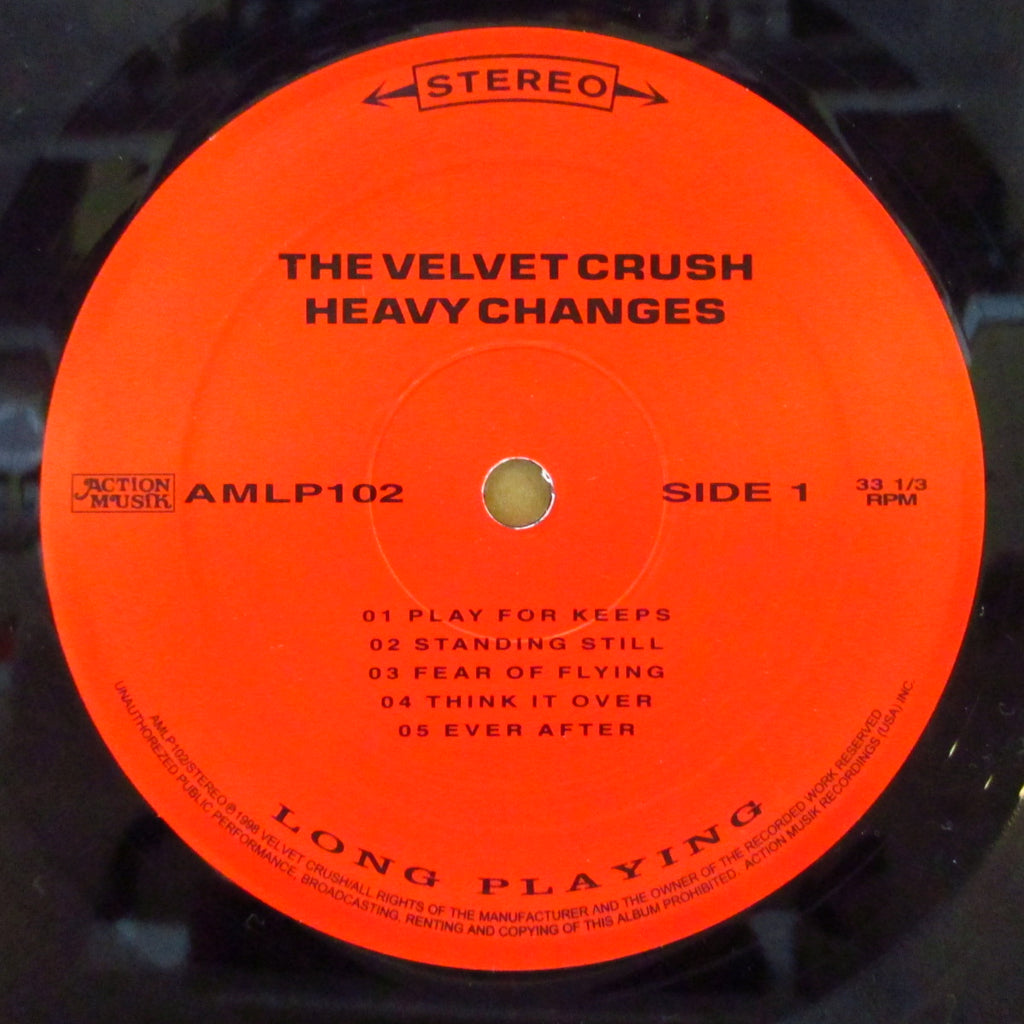 STEREO
THE VELVET CRUSH
HEAVY CHANGES
ACTION
MUSIK
AMLP102
SIDE 1
33 1/3
RPM
01 PLAY FOR KEEPS
02 STANDING STILL
03 FEAR OF FLYING
04 THINK IT OVER
05 EVER AFTER
LONG PLAYING
AMLP102/STEREO ℗1998 VELVET CRUSH/ALL RIGHTS OF THE MANUFACTURER AND THE OWNER OF THE RECORDED WORK RESERVED
UNAUTHOREZED PUBLIC PERFORMANCE, BROADCASTING, RENTING AND COPYING OF THIS ALBUM PROHIBITED. ACTION MUSIK RECORDINGS (USA) INC.